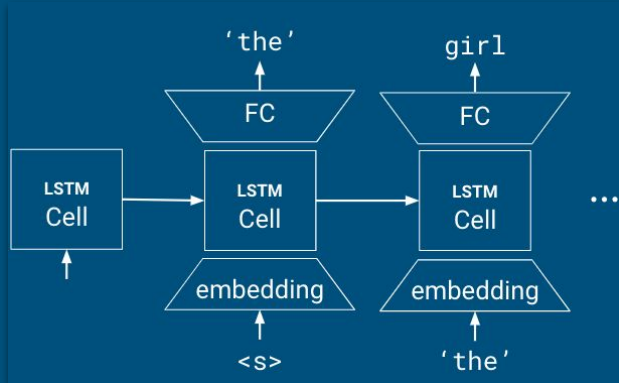 ‘the’
girl
FC
FC
LSTM
Cell
LSTM
Cell
LSTM
Cell
...
embedding
embedding
<s>
‘the’